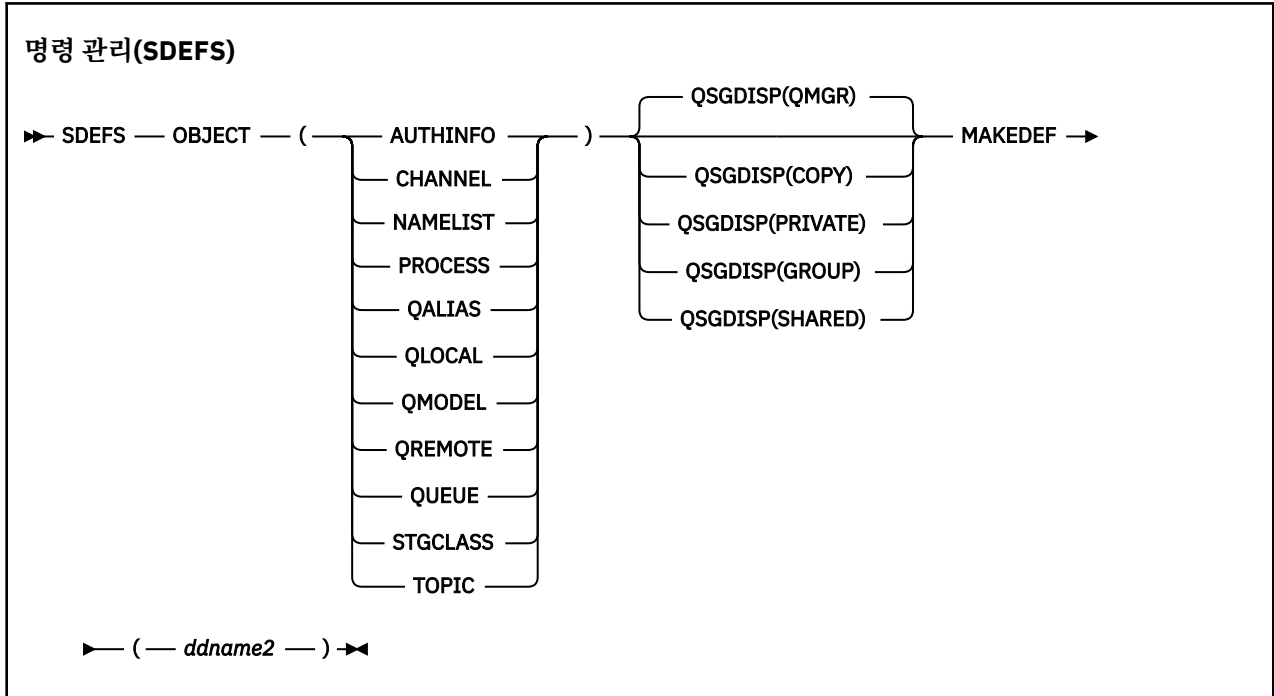 명령 관리(SDEFS)
QSGDISP(QMGR)
SDEFS OBJECT ( AUTHINFO ) MAKEDEF
CHANNEL QSGDISP(COPY)
NAMELIST QSGDISP(PRIVATE)
PROCESS QSGDISP(GROUP)
QALIAS QSGDISP(SHARED)
QLOCAL
QMODEL
QREMOTE
QUEUE
STGCLASS
TOPIC
( ddname2 )